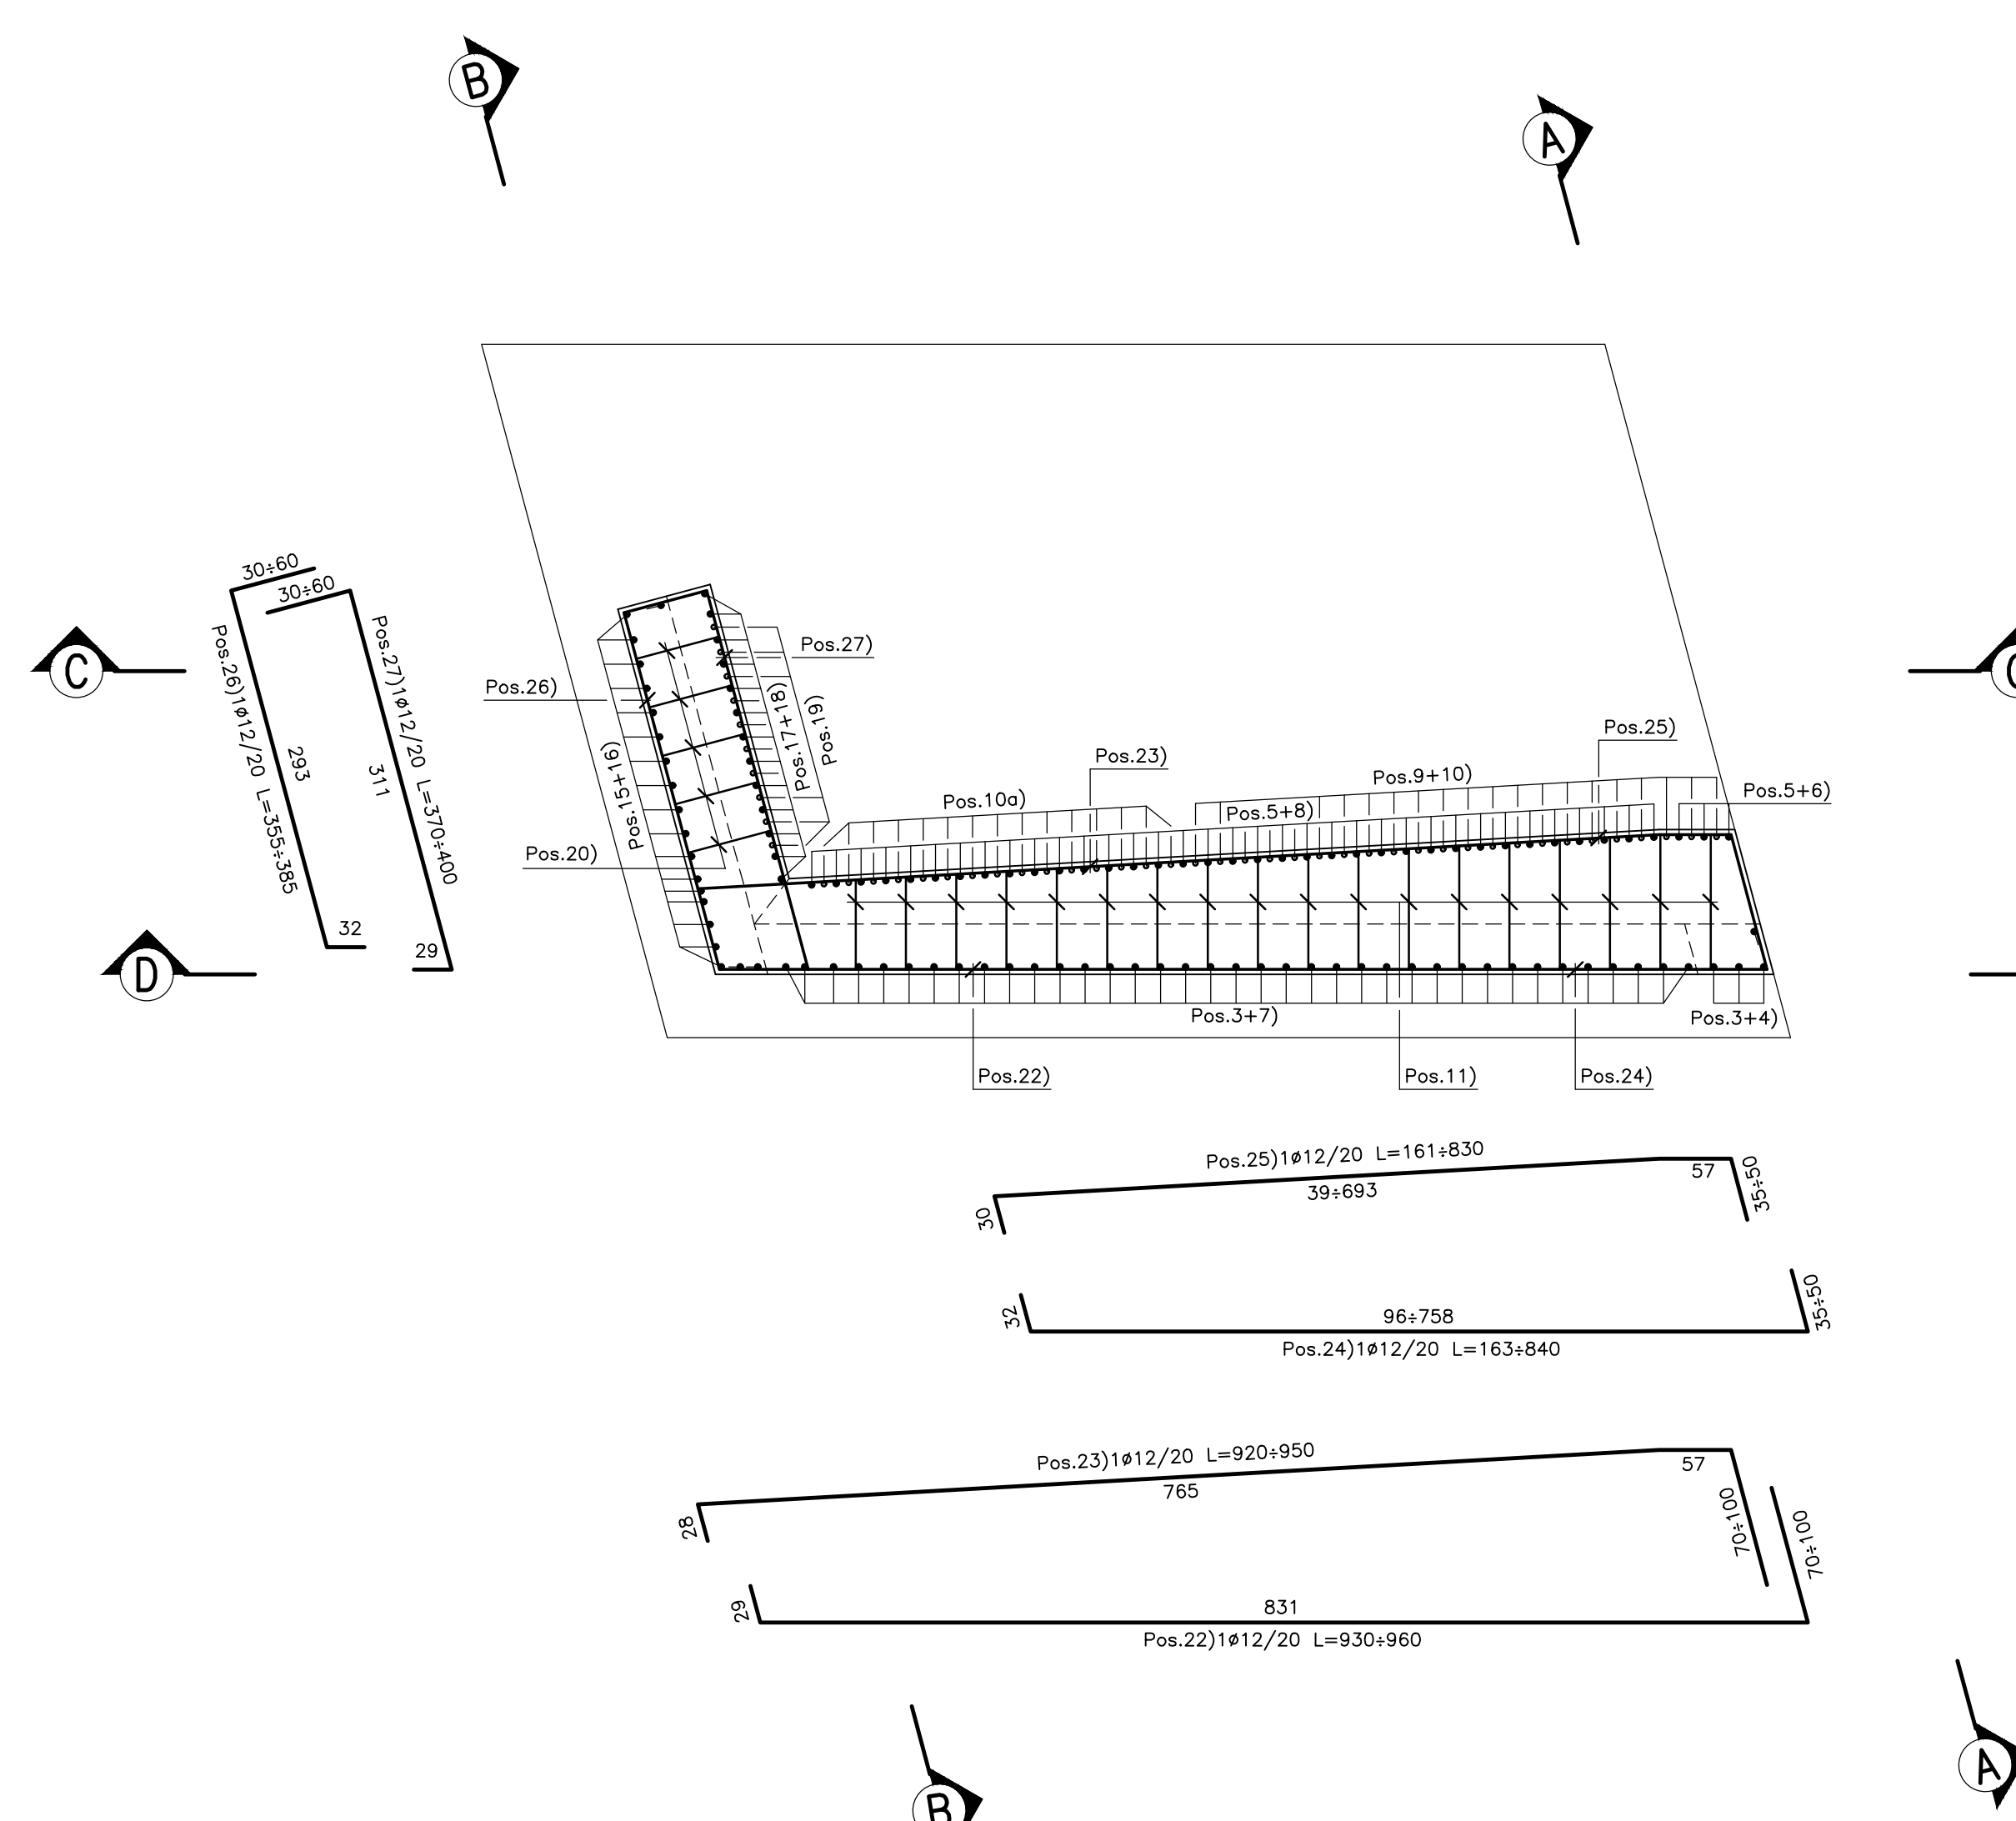 B
A
30÷60
30÷60
Pos.26)1ø12/20 L=355÷385
293
Pos.27)1ø12/20 L=370÷400
311
32
29
C
C
D
Pos.27)
Pos.26)
Pos.15+16)
Pos.17+18)
Pos.19)
Pos.20)
Pos.25)
Pos.23)
Pos.9+10)
Pos.5+6)
Pos.10a)
Pos.5+8)
Pos.3+7)
Pos.3+4)
Pos.22)
Pos.11)
Pos.24)
Pos.25)1ø12/20 L=161÷830
39÷693
57
35÷50
30
32
96÷758
35÷50
Pos.24)1ø12/20 L=163÷840
Pos.23)1ø12/20 L=920÷950
765
57
28
70÷100
70÷100
29
831
Pos.22)1ø12/20 L=930÷960
B
A